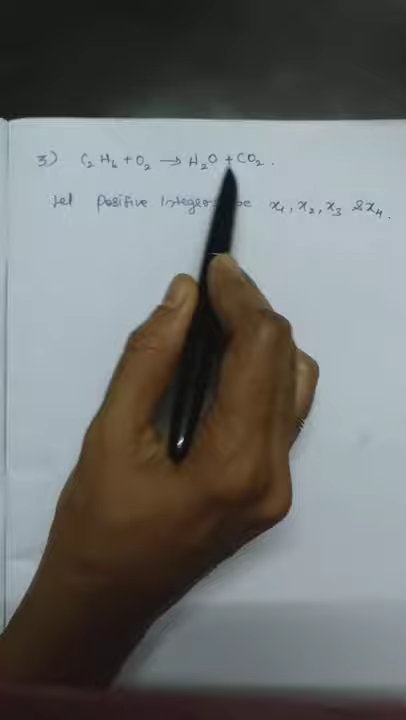 3) C₂H₆ + O₂ → H₂O + CO₂.
Let positive integers be x₁, x₂, x₃ & x₄.